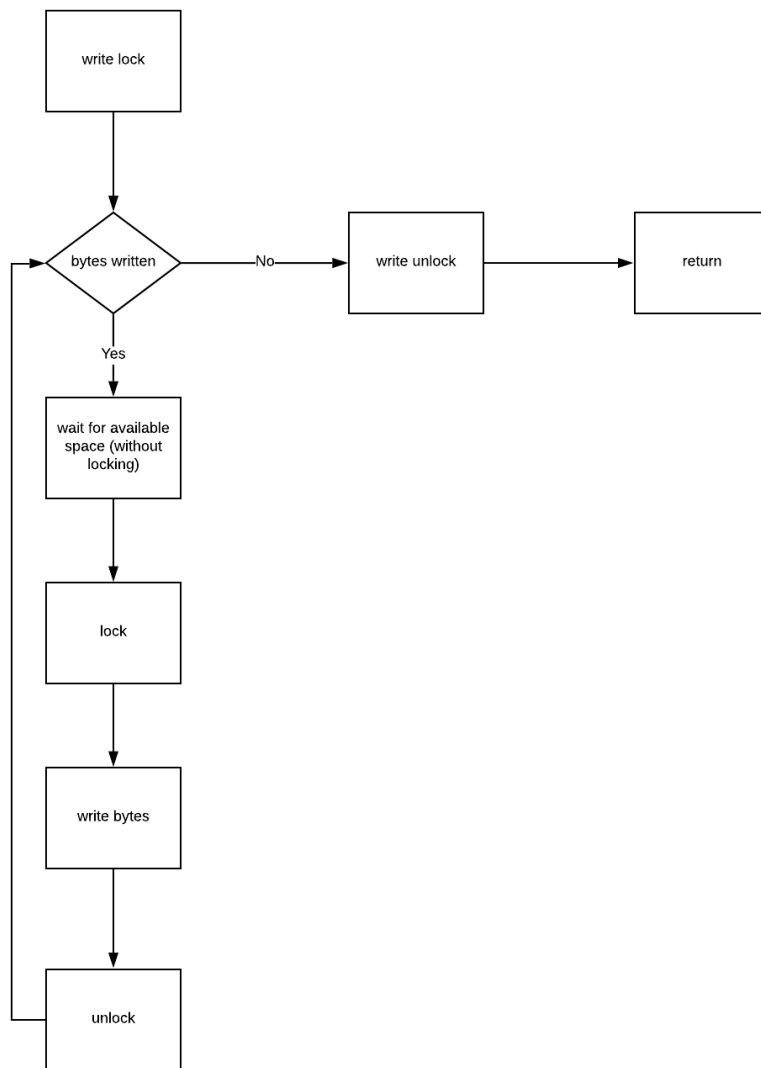 write lock
bytes written
No
write unlock
return
Yes
wait for available
space (without
locking)
lock
write bytes
unlock